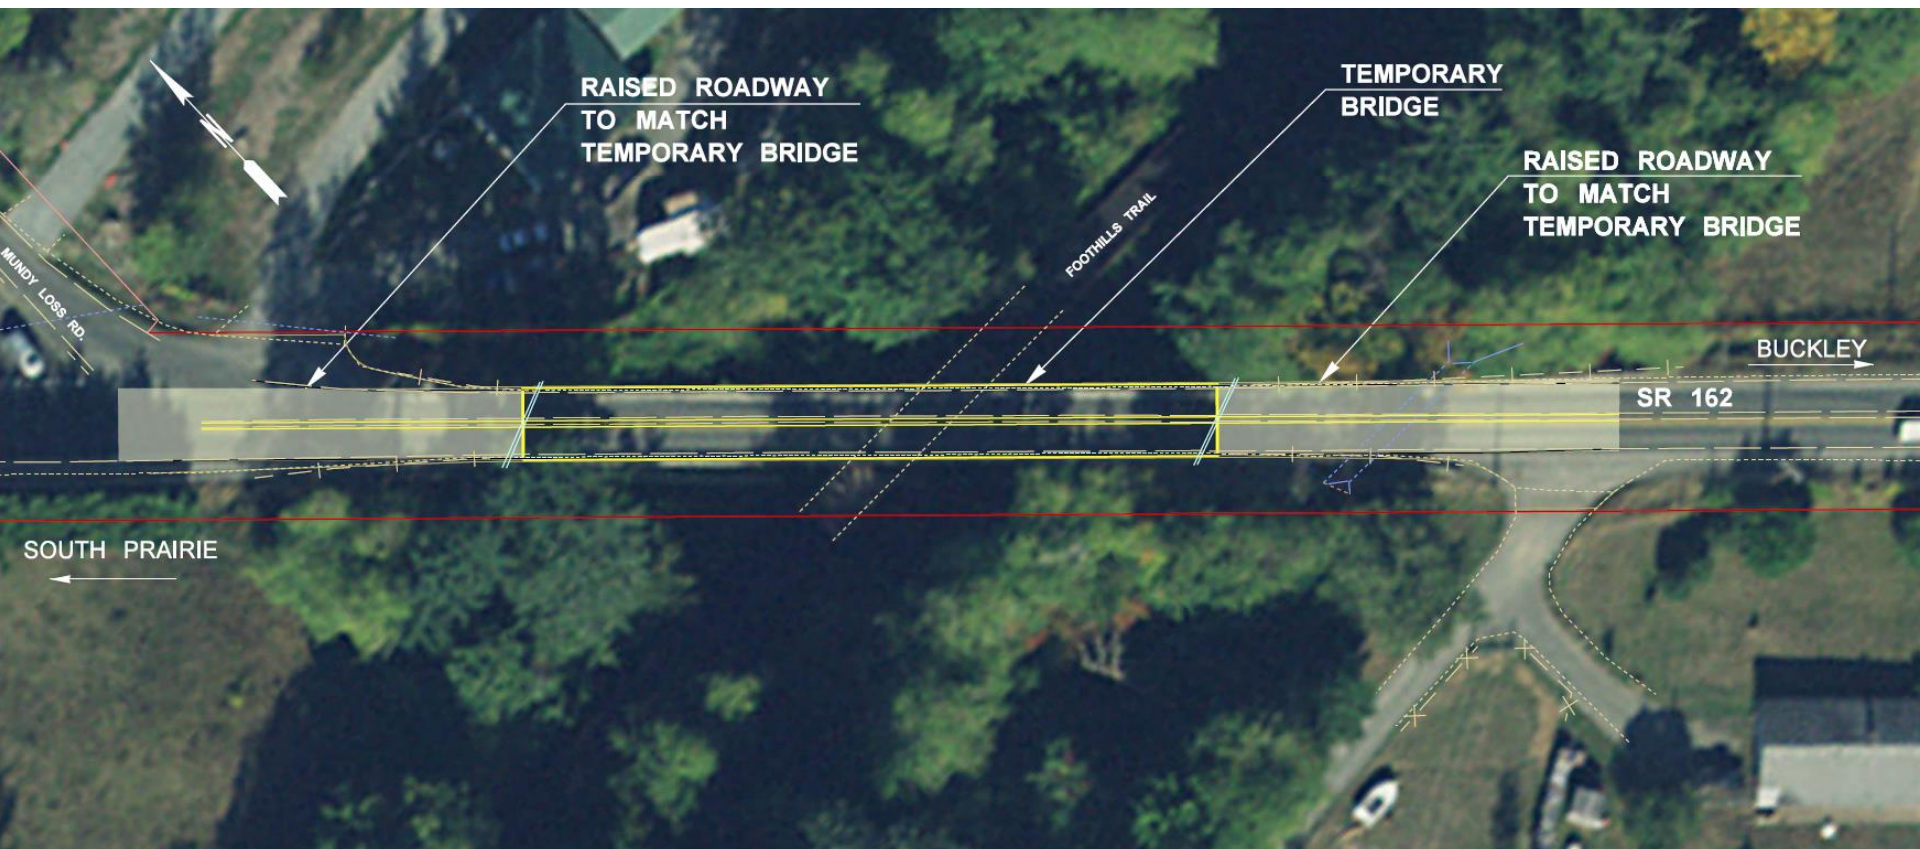 RAISED ROADWAY
TO MATCH
TEMPORARY BRIDGE
TEMPORARY
BRIDGE
RAISED ROADWAY
TO MATCH
TEMPORARY BRIDGE
N
FOOTHILLS TRAIL
MUNDY LOSS RD.
BUCKLEY
SR 162
SOUTH PRAIRIE